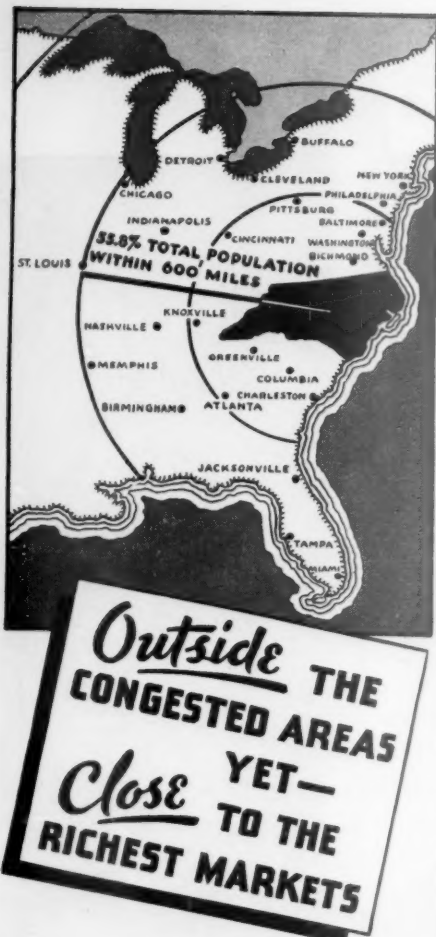 BUFFALO
DETROIT
CLEVELAND
NEW YORK
CHICAGO
PHILADELPHIA
PITTSBURG
BALTIMORE
INDIANAPOLIS
CINCINNATI
WASHINGTON
RICHMOND
53.8% TOTAL POPULATION
WITHIN 600 MILES
ST. LOUIS
KNOXVILLE
NASHVILLE
GREENVILLE
MEMPHIS
COLUMBIA
CHARLESTON
BIRMINGHAM
ATLANTA
JACKSONVILLE
TAMPA
MIAMI
Outside THE
CONGESTED AREAS
YET—
Close TO THE
RICHEST MARKETS